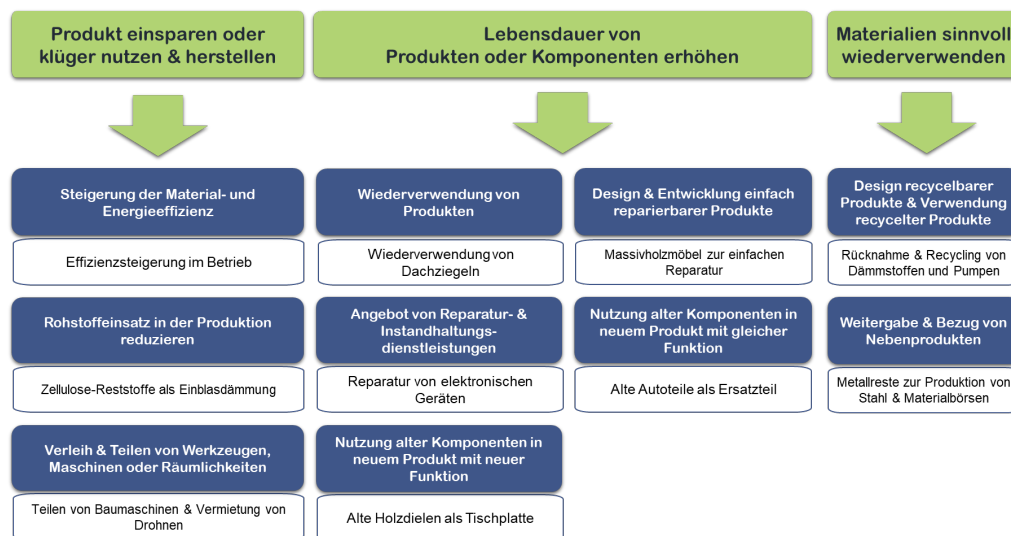 Produkt einsparen oder
klüger nutzen & herstellen
Lebensdauer von
Produkten oder Komponenten erhöhen
Materialien sinnvoll
wiederverwenden
Steigerung der Material- und
Energieeffizienz
Effizienzsteigerung im Betrieb
Rohstoffeinsatz in der Produktion
reduzieren
Zellulose-Reststoffe als Einblasdämmung
Verleih & Teilen von Werkzeugen,
Maschinen oder Räumlichkeiten
Teilen von Baumaschinen & Vermietung von
Drohnen
Wiederverwendung von
Produkten
Wiederverwendung von
Dachziegeln
Angebot von Reparatur- &
Instandhaltungs-
dienstleistungen
Reparatur von elektronischen
Geräten
Nutzung alter Komponenten in
neuem Produkt mit neuer
Funktion
Alte Holzdielen als Tischplatte
Design & Entwicklung einfach
reparierbarer Produkte
Massivholzmöbel zur einfachen
Reparatur
Nutzung alter Komponenten in
neuem Produkt mit gleicher
Funktion
Alte Autoteile als Ersatzteil
Design recycelbarer
Produkte & Verwendung
recycelter Produkte
Rücknahme & Recycling von
Dämmstoffen und Pumpen
Weitergabe & Bezug von
Nebenprodukten
Metallreste zur Produktion von
Stahl & Materialbörsen